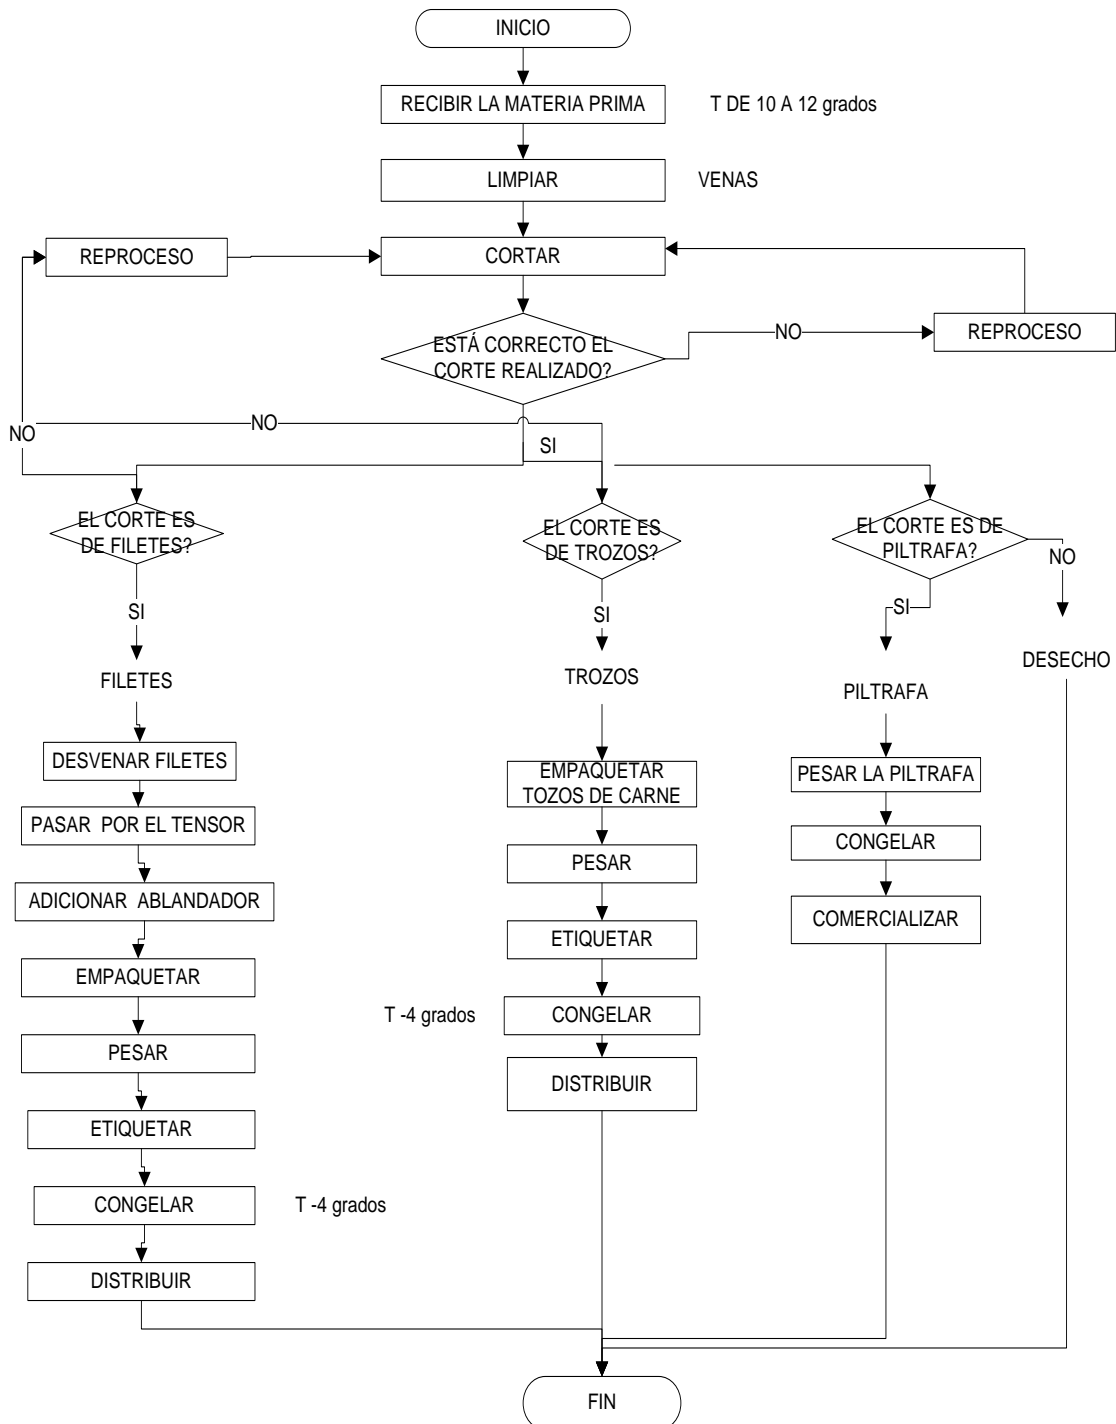 INICIO
RECIBIR LA MATERIA PRIMA
T DE 10 A 12 grados
LIMPIAR
VENAS
REPROCESO
CORTAR
ESTÁ CORRECTO EL
CORTE REALIZADO?
NO
REPROCESO
NO
NO
SI
EL CORTE ES
DE FILETES?
EL CORTE ES
DE TROZOS?
EL CORTE ES DE
PILTRAFA?
NO
SI
SI
SI
DESECHO
FILETES
TROZOS
PILTRAFA
DESVENAR FILETES
PASAR POR EL TENSOR
ADICIONAR ABLANDADOR
EMPAQUETAR
PESAR
ETIQUETAR
CONGELAR
T -4 grados
DISTRIBUIR
EMPAQUETAR
TOZOS DE CARNE
PESAR
ETIQUETAR
T -4 grados
CONGELAR
DISTRIBUIR
PESAR LA PILTRAFA
CONGELAR
COMERCIALIZAR
FIN